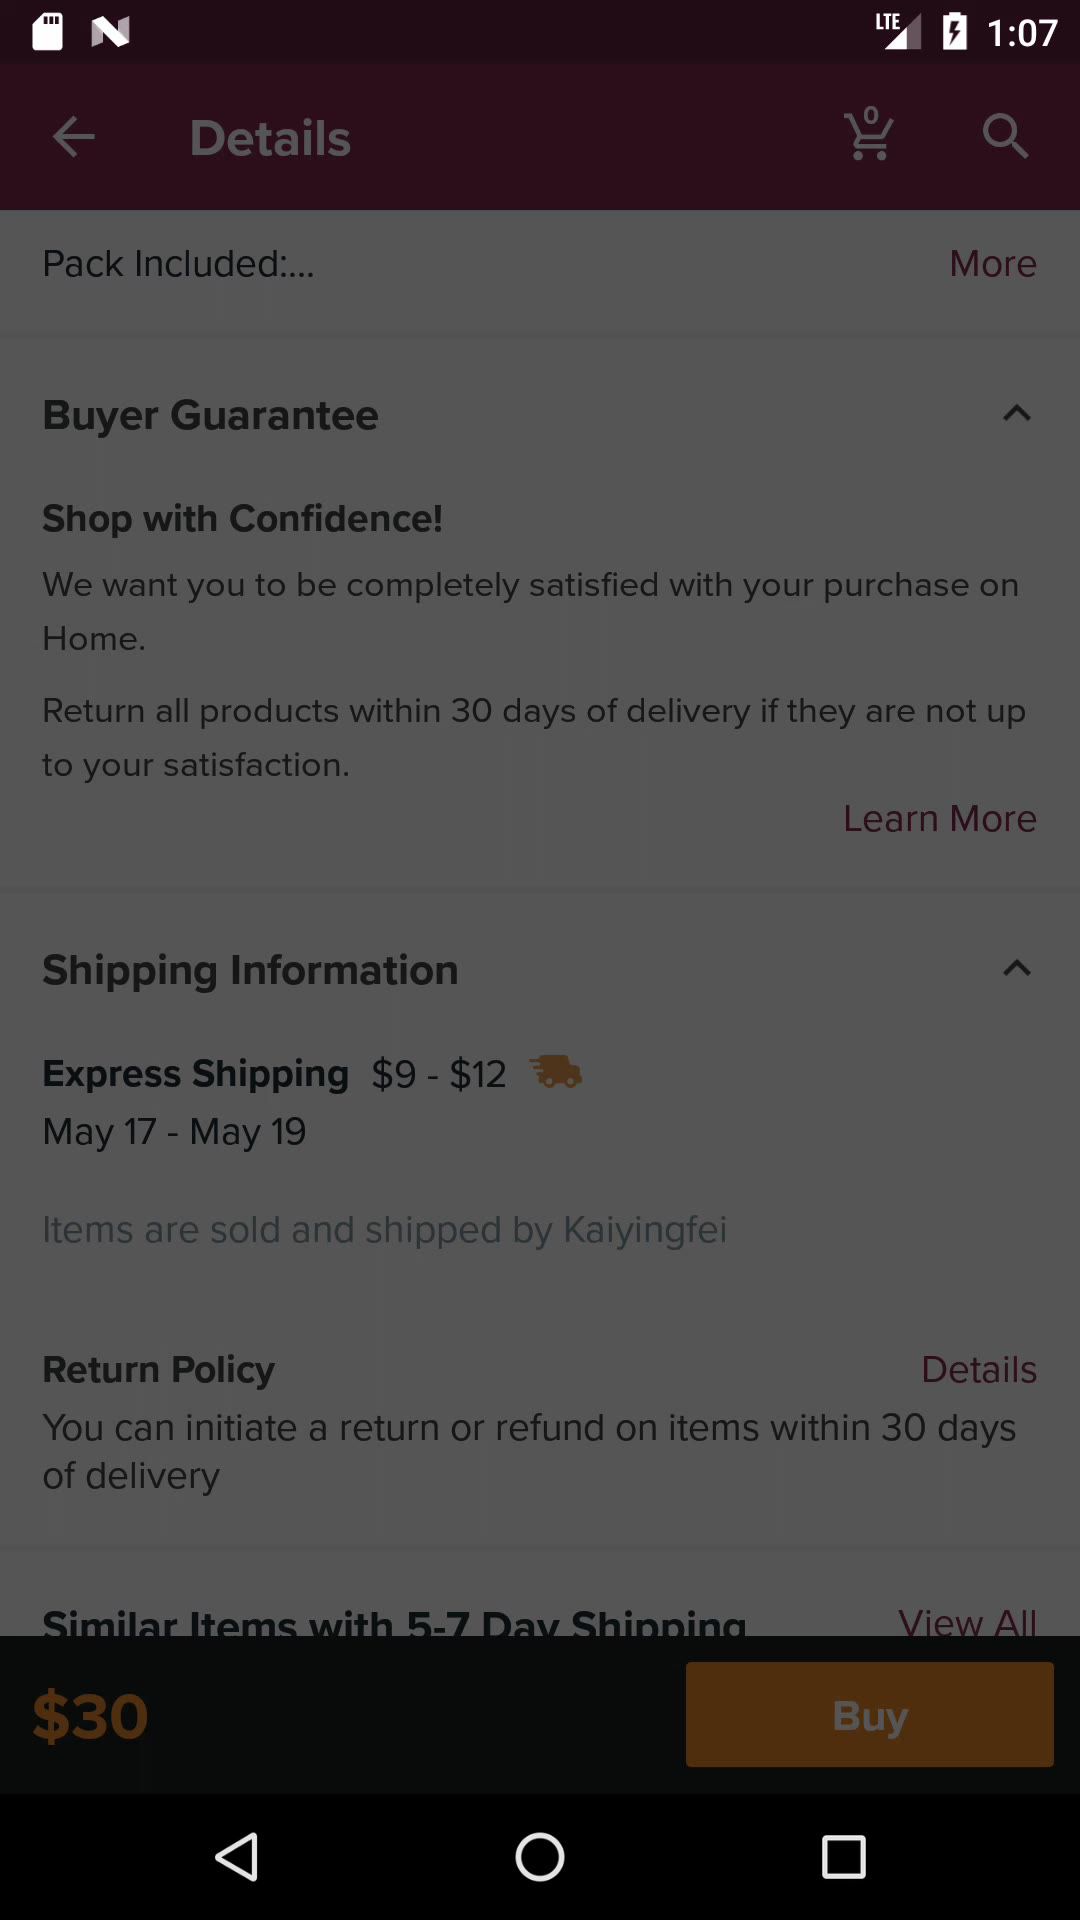 LTE 1:07
Details 0
Pack Included:... More
Buyer Guarantee
Shop with Confidence!
We want you to be completely satisfied with your purchase on
Home.
Return all products within 30 days of delivery if they are not up
to your satisfaction.
Learn More
Shipping Information
Express Shipping $9 - $12
May 17 - May 19
Items are sold and shipped by Kaiyingfei
Return Policy Details
You can initiate a return or refund on items within 30 days
of delivery
Similar Items with 5-7 Day Shipping View All
$30 Buy